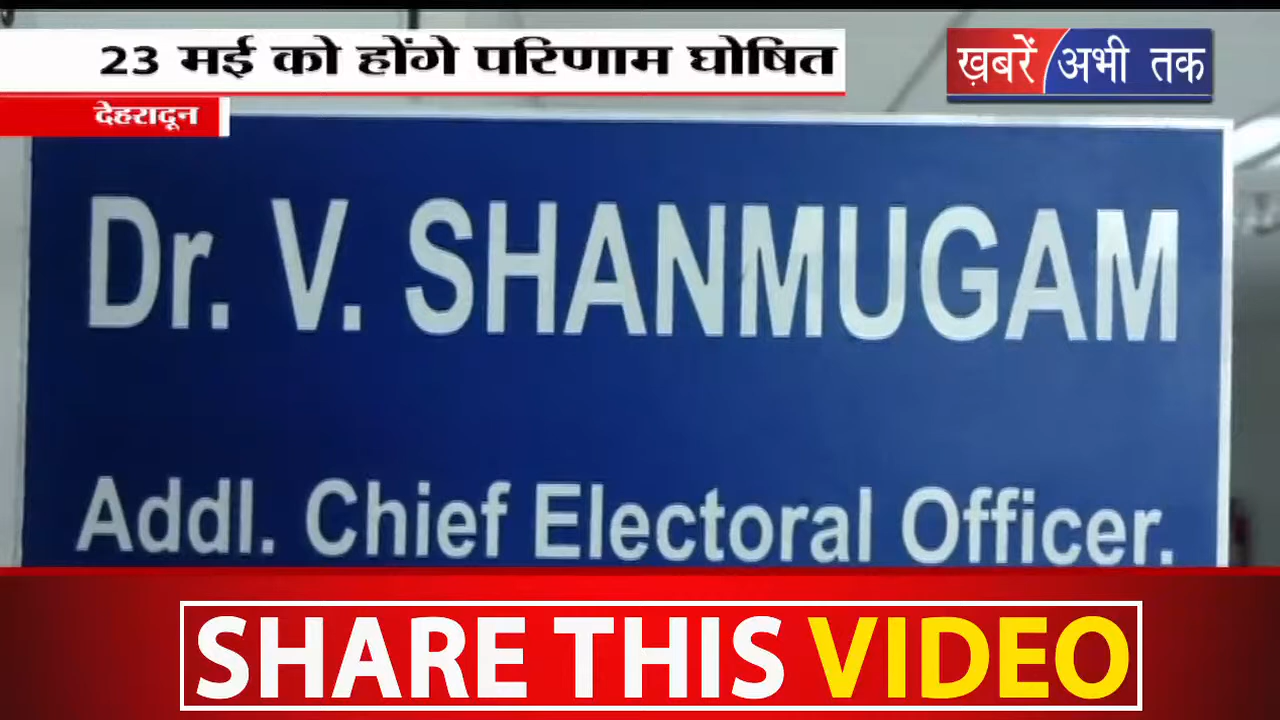 23 मई को होंगे परिणाम घोषित
ख़बरें अभी तक
देहरादून
Dr. V. SHANMUGAM
Addl. Chief Electoral Officer.
SHARE THIS VIDEO